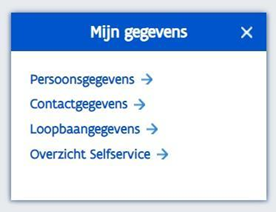 Mijn gegevens
Persoonsgegevens
Contactgegevens
Loopbaangegevens
Overzicht Selfservice